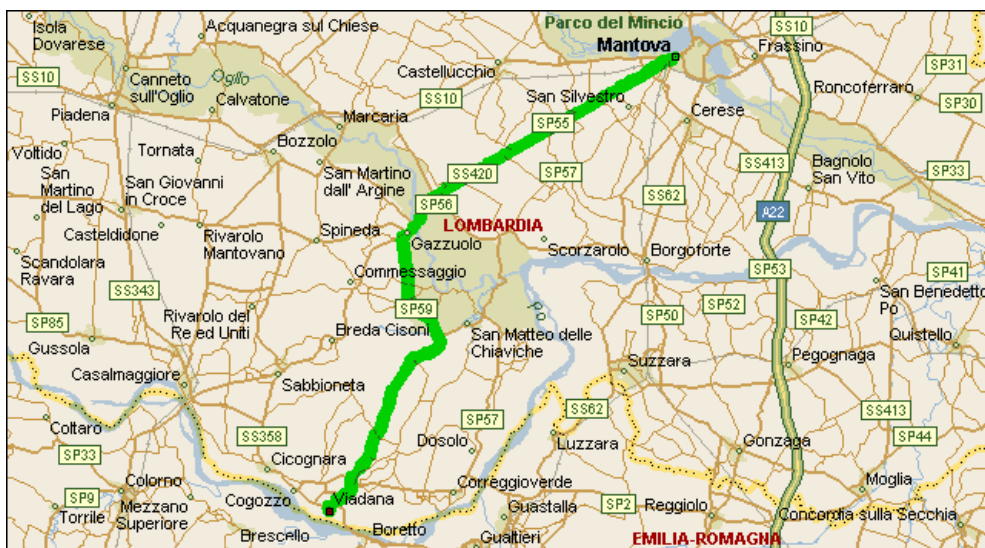 Isola
Dovarese
Acquanegra sul Chiese
Parco del Mincio
SS10
Mantova
Frassino
SS10
Canneto
sull'Oglio
Oglio
Castellucchio
SP31
Calvatone
SS10
San Silvestro
Roncoferraro
SP30
Piadena
Marcaria
SP55
Cerese
Voltido
Tornata
Bozzolo
San
Martino
del Lago
San Giovanni
in Croce
San Martino
dall' Argine
SS420
SP57
SS413
Bagnolo
San Vito
SP33
SS62
SP56
A22
LOMBARDIA
Casteldidone
Rivarolo
Mantovano
Spineda
Gazzuolo
Scorzarolo
Borgoforte
Scandolara
Ravara
Commessaggio
SP53
SP41
SS343
San Benedetto
Po
Rivarolo del
Re ed Uniti
SP59
Po
SP52
SP50
SP42
SP85
Breda Cisoni
San Matteo delle
Chiaviche
Quistello
Gussola
Suzzara
Pegognaga
Casalmaggiore
Sabbioneta
SS62
SS413
Coltaro
SP57
SS358
Dosolo
Luzzara
SP44
SP33
Cicognara
Gonzaga
Moglia
Colorno
Cogozzo
Viadana
Correggioverde
SP9
Mezzano
Superiore
SP2
Torrile
Guastalla
Reggiolo
Concordia sulla Secchia
Brescello
Boretto
Gualtieri
EMILIA-ROMAGNA